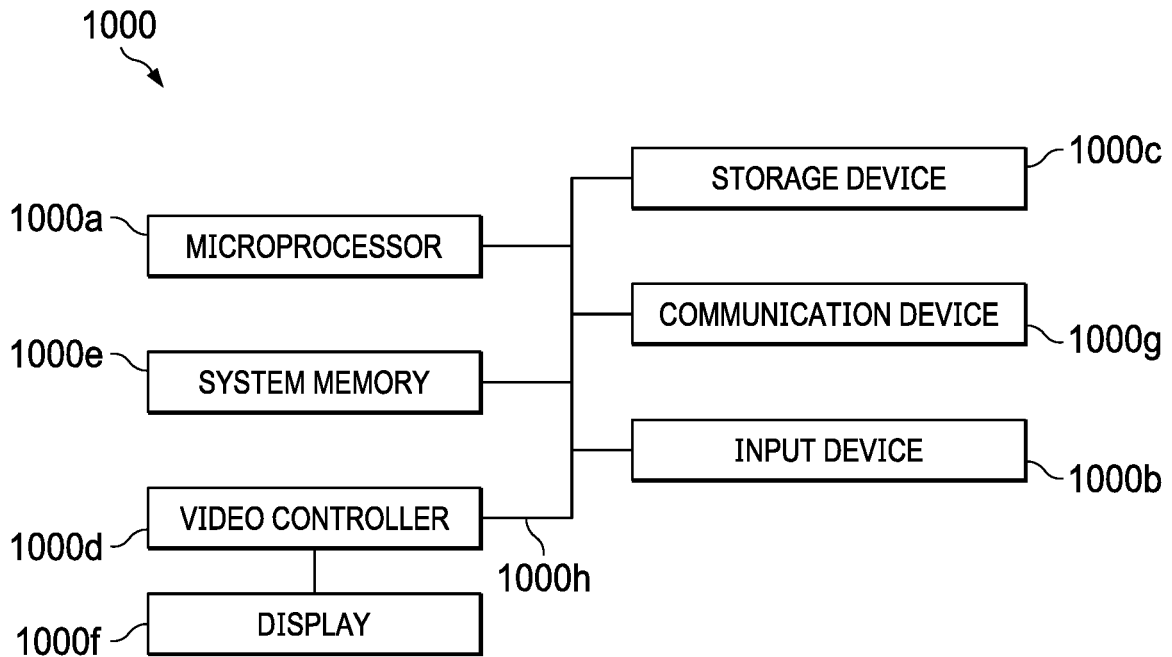 1000
STORAGE DEVICE
1000c
1000a
MICROPROCESSOR
COMMUNICATION DEVICE
1000g
1000e
SYSTEM MEMORY
INPUT DEVICE
1000b
VIDEO CONTROLLER
1000d
1000h
DISPLAY
1000f